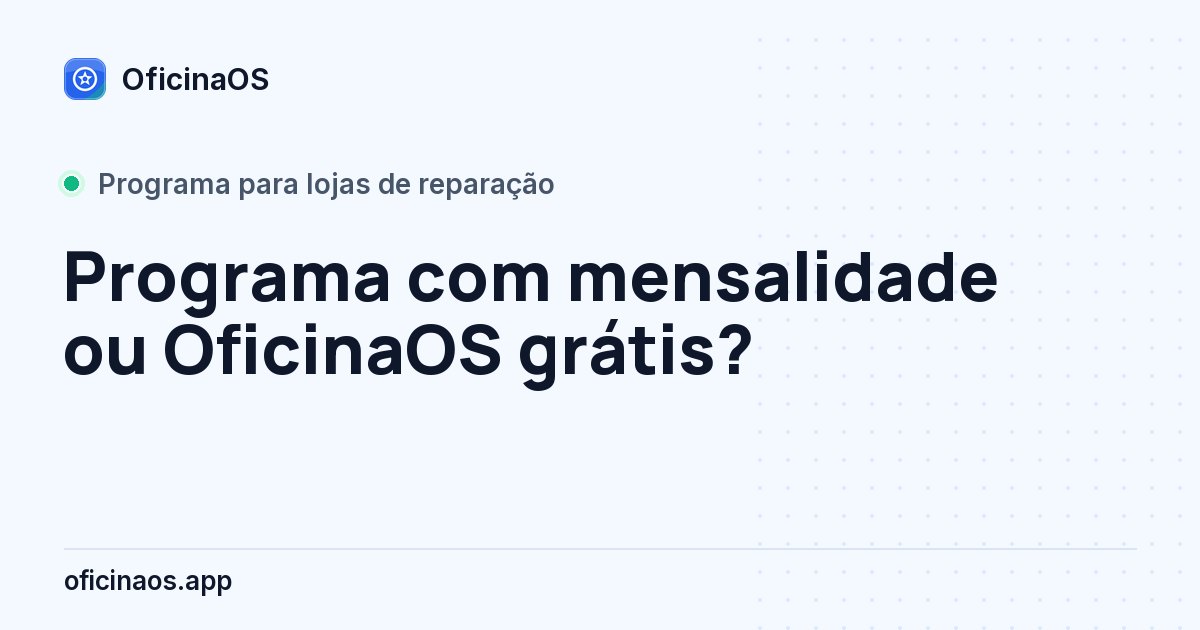 OficinaOS
Programa para lojas de reparação
Programa com mensalidade
ou OficinaOS grátis?
oficinaos.app